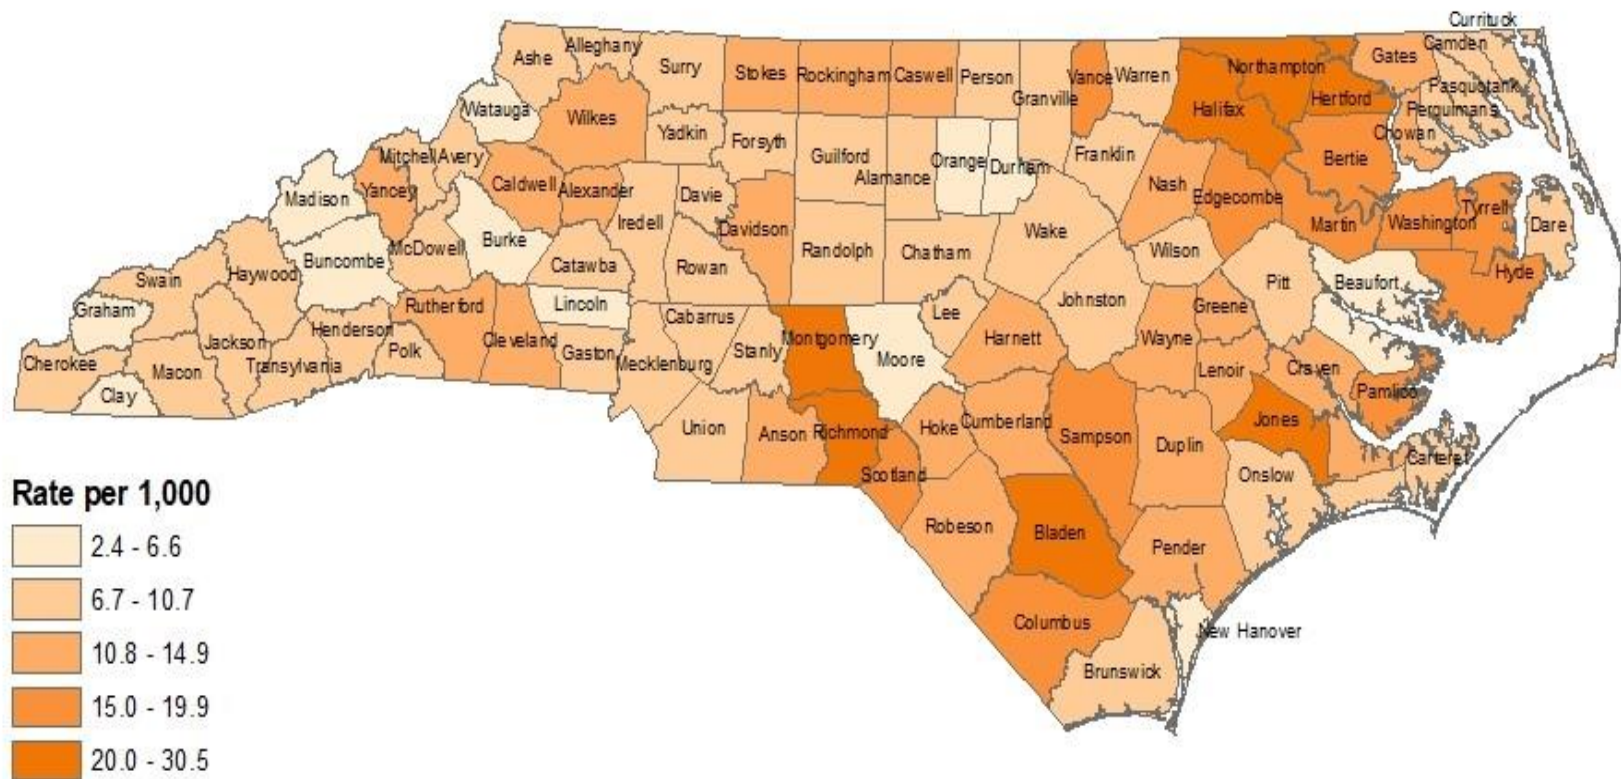 Currituck
Alleghany
Ashe
Surry
Stokes
Rockingham
Caswell
Person
Granville
Vance
Warren
Northampton
Gates
Camden
Pasquotank
Perquimans
Chowan
Hertford
Halifax
Watauga
Wilkes
Yadkin
Forsyth
Guilford
Alamance
Orange
Durham
Franklin
Bertie
Mitchell
Avery
Yancey
Caldwell
Alexander
Davie
Iredell
Nash
Edgecombe
Madison
Davidson
Martin
Washington
Tyrrell
Dare
Burke
McDowell
Buncombe
Haywood
Swain
Catawba
Rowan
Randolph
Chatham
Wake
Wilson
Pitt
Beaufort
Hyde
Graham
Rutherford
Lincoln
Cleveland
Gaston
Cabarrus
Lee
Johnston
Greene
Henderson
Jackson
Polk
Transylvania
Cherokee
Macon
Clay
Mecklenburg
Stanly
Montgomery
Moore
Harnett
Wayne
Lenoir
Craven
Pamlico
Union
Anson
Richmond
Hoke
Cumberland
Sampson
Duplin
Jones
Carteret
Scotland
Onslow
Robeson
Bladen
Pender
Columbus
New Hanover
Brunswick
Rate per 1,000
2.4 - 6.6
6.7 - 10.7
10.8 - 14.9
15.0 - 19.9
20.0 - 30.5